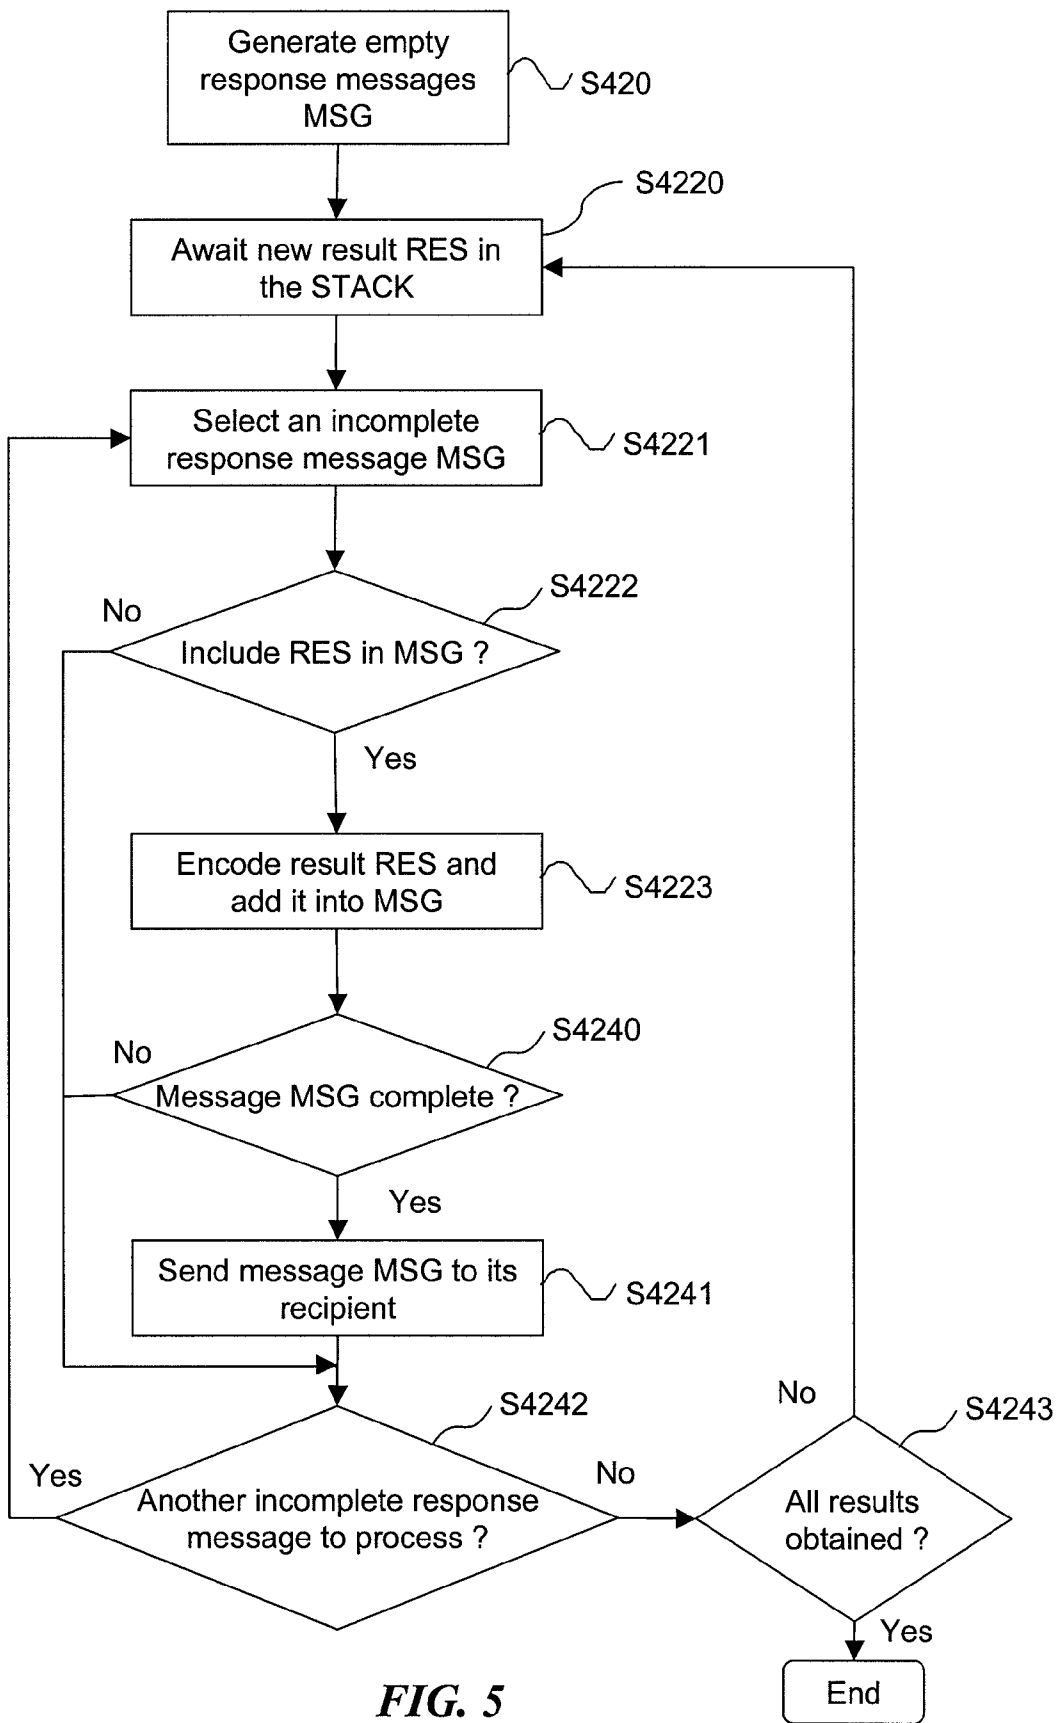 Generate empty
response messages
MSG
S420
S4220
Await new result RES in
the STACK
Select an incomplete
response message MSG
S4221
S4222
No
Include RES in MSG ?
Yes
Encode result RES and
add it into MSG
S4223
S4240
No
Message MSG complete ?
Yes
Send message MSG to its
recipient
S4241
S4242
Yes
No
Another incomplete response
message to process ?
No
S4243
All results
obtained ?
Yes
End
FIG. 5